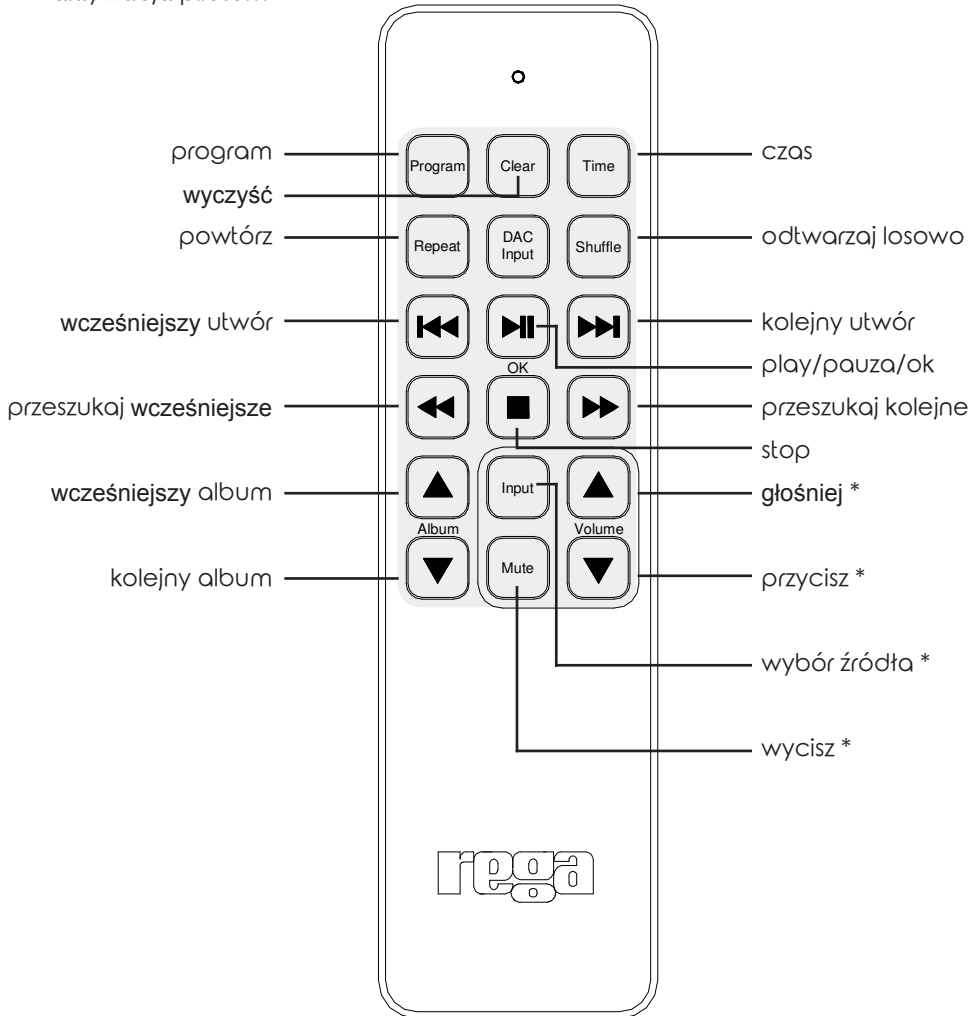 program
Program
Clear
Time
czas
wyczyść
powtórz
Repeat
DAC
Input
Shuffle
odtwarzaj losowo
wcześniejszy utwór
kolejny utwór
play/pauza/ok
OK
przeszukaj wcześniejsze
przeszukaj kolejne
stop
wcześniejszy album
Input
głośniej *
Album
Volume
kolejny album
Mute
przycisz *
wybór źródła *
wycisz *
rega